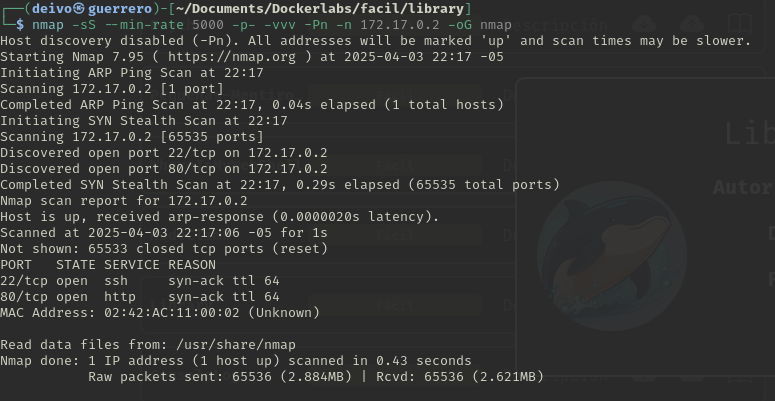 ┌──(deivo㉿guerrero)-[~/Documents/Dockerlabs/facil/library]
└─$ nmap -sS --min-rate 5000 -p- -vvv -Pn -n 172.17.0.2 -oG nmap
Host discovery disabled (-Pn). All addresses will be marked 'up' and scan times may be slower.
Starting Nmap 7.95 ( https://nmap.org ) at 2025-04-03 22:17 -05
Initiating ARP Ping Scan at 22:17
Scanning 172.17.0.2 [1 port]
Completed ARP Ping Scan at 22:17, 0.04s elapsed (1 total hosts)
Initiating SYN Stealth Scan at 22:17
Scanning 172.17.0.2 [65535 ports]
Discovered open port 22/tcp on 172.17.0.2
Discovered open port 80/tcp on 172.17.0.2
Completed SYN Stealth Scan at 22:17, 0.29s elapsed (65535 total ports)
Nmap scan report for 172.17.0.2
Host is up, received arp-response (0.0000020s latency).
Scanned at 2025-04-03 22:17:06 -05 for 1s
Not shown: 65533 closed tcp ports (reset)
PORT   STATE SERVICE REASON
22/tcp open  ssh     syn-ack ttl 64
80/tcp open  http    syn-ack ttl 64
MAC Address: 02:42:AC:11:00:02 (Unknown)
Read data files from: /usr/share/nmap
Nmap done: 1 IP address (1 host up) scanned in 0.43 seconds
           Raw packets sent: 65536 (2.884MB) | Rcvd: 65536 (2.621MB)
Lib
Autor